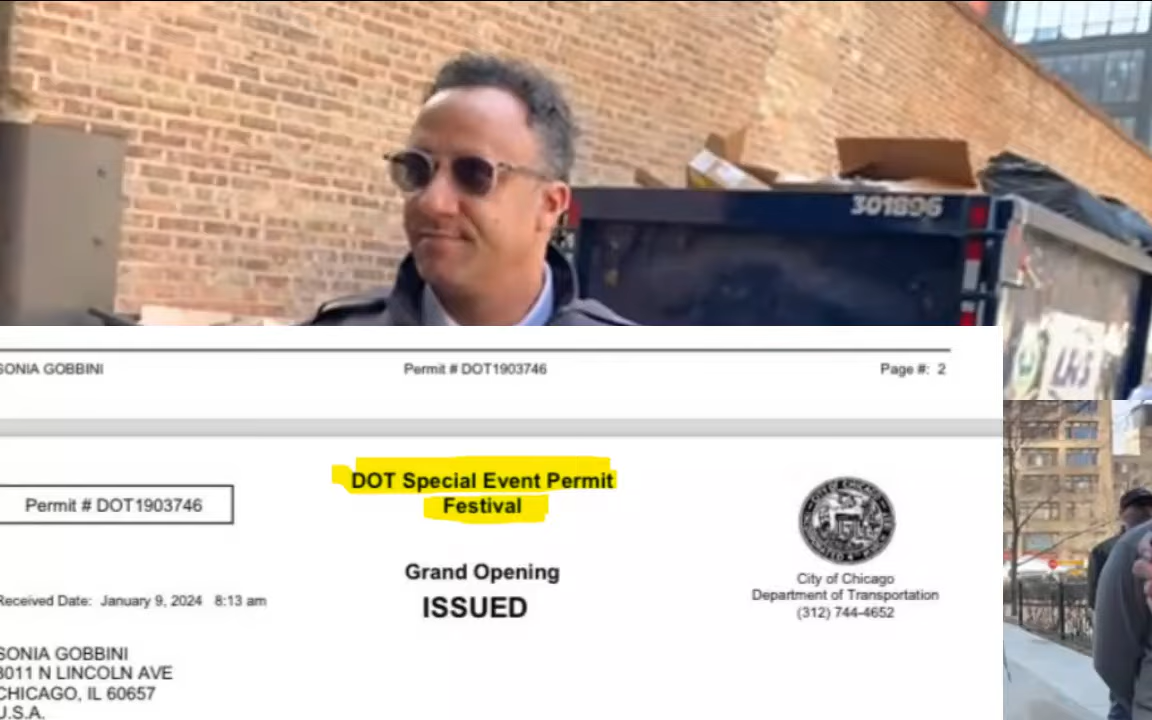 301896
LRS
SONIA GOBBINI
Permit # DOT1903746
Page #: 2
DOT Special Event Permit
Festival
Permit # DOT1903746
Grand Opening
ISSUED
Received Date: January 9, 2024 8:13 am
City of Chicago
Department of Transportation
(312) 744-4652
SONIA GOBBINI
3011 N LINCOLN AVE
CHICAGO, IL 60657
U.S.A.